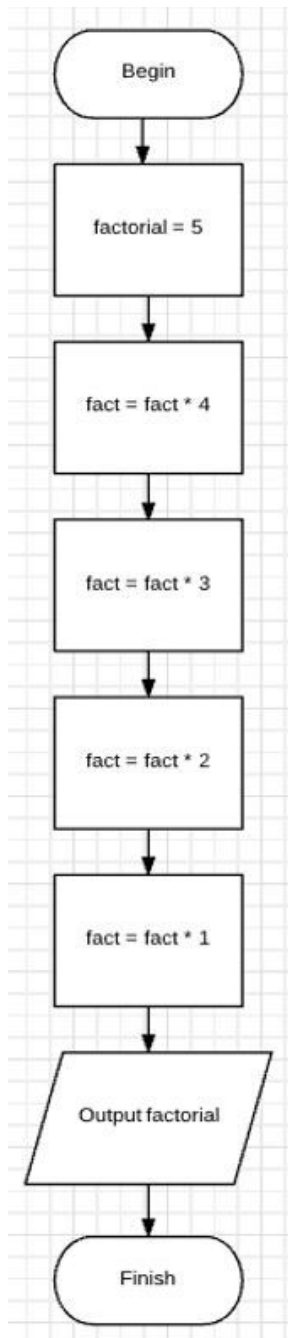 Begin
factorial = 5
fact = fact * 4
fact = fact * 3
fact = fact * 2
fact = fact * 1
Output factorial
Finish